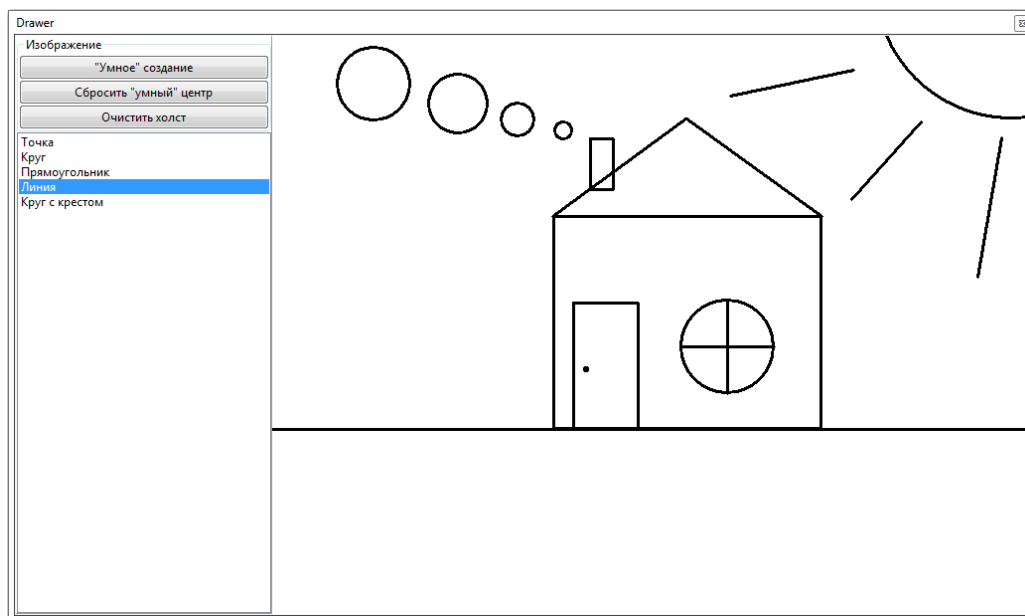 Drawer
Изображение
"Умное" создание
Сбросить "умный" центр
Очистить холст
Точка
Круг
Прямоугольник
Линия
Круг с крестом